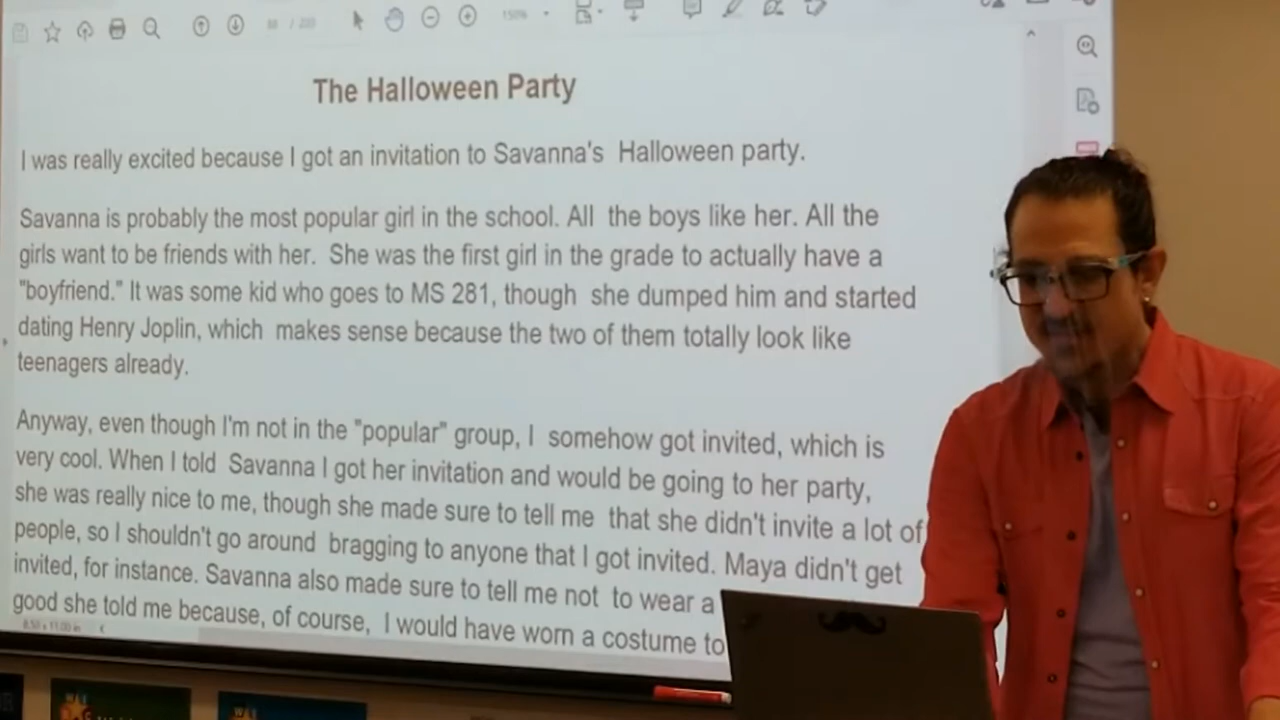 150%
The Halloween Party
I was really excited because I got an invitation to Savanna's Halloween party.
Savanna is probably the most popular girl in the school. All the boys like her. All the
girls want to be friends with her. She was the first girl in the grade to actually have a
"boyfriend." It was some kid who goes to MS 281, though she dumped him and started
dating Henry Joplin, which makes sense because the two of them totally look like
teenagers already.
Anyway, even though I'm not in the "popular" group, I somehow got invited, which is
very cool. When I told Savanna I got her invitation and would be going to her party,
she was really nice to me, though she made sure to tell me that she didn't invite a lot of
people, so I shouldn't go around bragging to anyone that I got invited. Maya didn't get
invited, for instance. Savanna also made sure to tell me not to wear a
good she told me because, of course, I would have worn a costume to
8.50 x 11.00 in